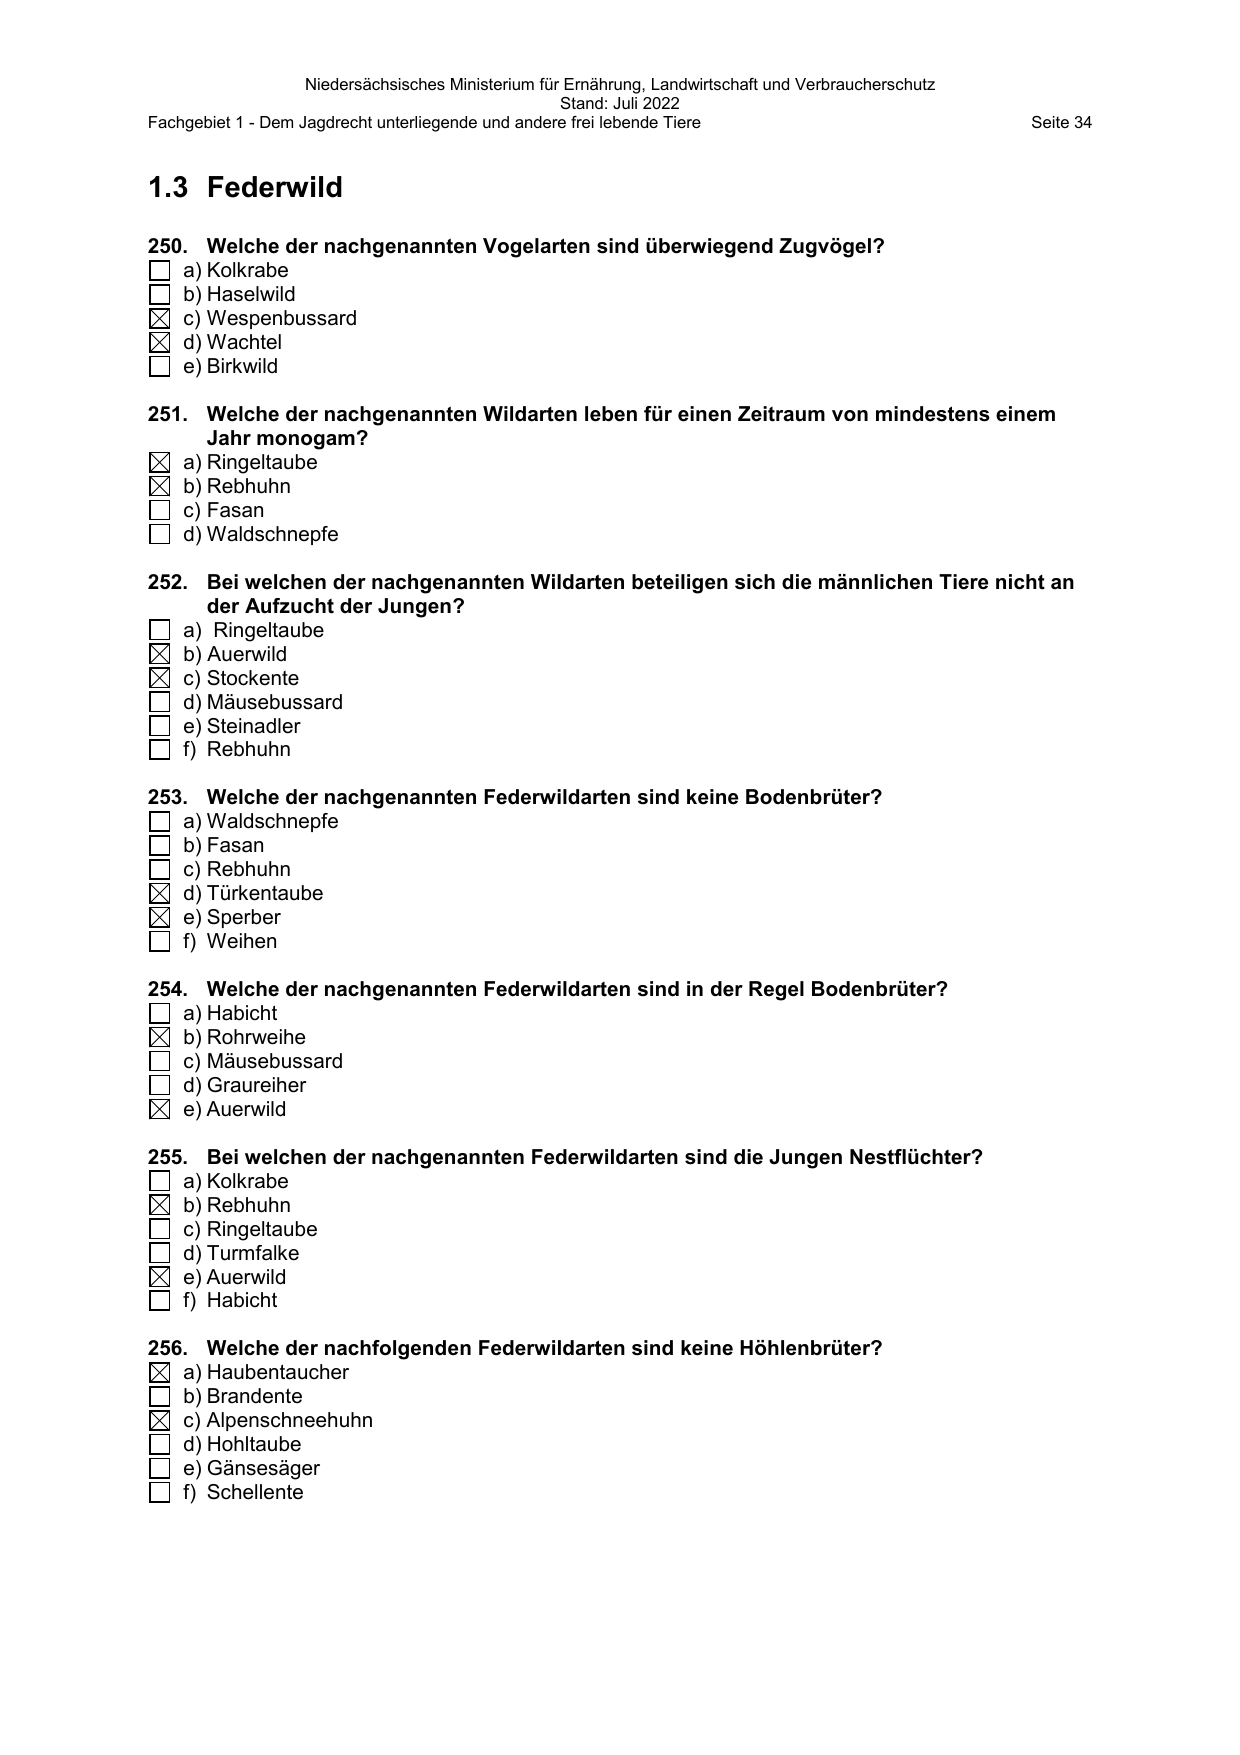 Niedersächsisches Ministerium für Ernährung, Landwirtschaft und Verbraucherschutz
Stand: Juli 2022
Fachgebiet 1 - Dem Jagdrecht unterliegende und andere frei lebende Tiere Seite 34
1.3 Federwild
250. Welche der nachgenannten Vogelarten sind überwiegend Zugvögel?
☐ a) Kolkrabe
☐ b) Haselwild
☒ c) Wespenbussard
☒ d) Wachtel
☐ e) Birkwild
251. Welche der nachgenannten Wildarten leben für einen Zeitraum von mindestens einem
Jahr monogam?
☒ a) Ringeltaube
☒ b) Rebhuhn
☐ c) Fasan
☐ d) Waldschnepfe
252. Bei welchen der nachgenannten Wildarten beteiligen sich die männlichen Tiere nicht an
der Aufzucht der Jungen?
☐ a) Ringeltaube
☒ b) Auerwild
☒ c) Stockente
☐ d) Mäusebussard
☐ e) Steinadler
☐ f) Rebhuhn
253. Welche der nachgenannten Federwildarten sind keine Bodenbrüter?
☐ a) Waldschnepfe
☐ b) Fasan
☐ c) Rebhuhn
☒ d) Türkentaube
☒ e) Sperber
☐ f) Weihen
254. Welche der nachgenannten Federwildarten sind in der Regel Bodenbrüter?
☐ a) Habicht
☒ b) Rohrweihe
☐ c) Mäusebussard
☐ d) Graureiher
☒ e) Auerwild
255. Bei welchen der nachgenannten Federwildarten sind die Jungen Nestflüchter?
☐ a) Kolkrabe
☒ b) Rebhuhn
☐ c) Ringeltaube
☐ d) Turmfalke
☒ e) Auerwild
☐ f) Habicht
256. Welche der nachfolgenden Federwildarten sind keine Höhlenbrüter?
☒ a) Haubentaucher
☐ b) Brandente
☒ c) Alpenschneehuhn
☐ d) Hohltaube
☐ e) Gänsesäger
☐ f) Schellente